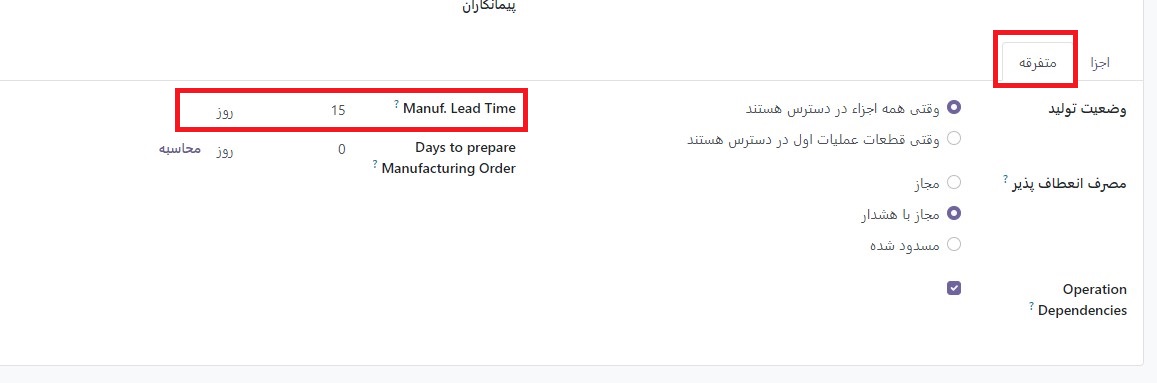 پیمانکاران
اجزا
متفرقه
وضعیت تولید
وقتی همه اجزاء در دسترس هستند
وقتی قطعات عملیات اول در دسترس هستند
مصرف انعطاف پذیر ?
مجاز
مجاز با هشدار
مسدود شده
Operation
Dependencies ?
Manuf. Lead Time ?
15
روز
Days to prepare
Manufacturing Order ?
0
روز
محاسبه